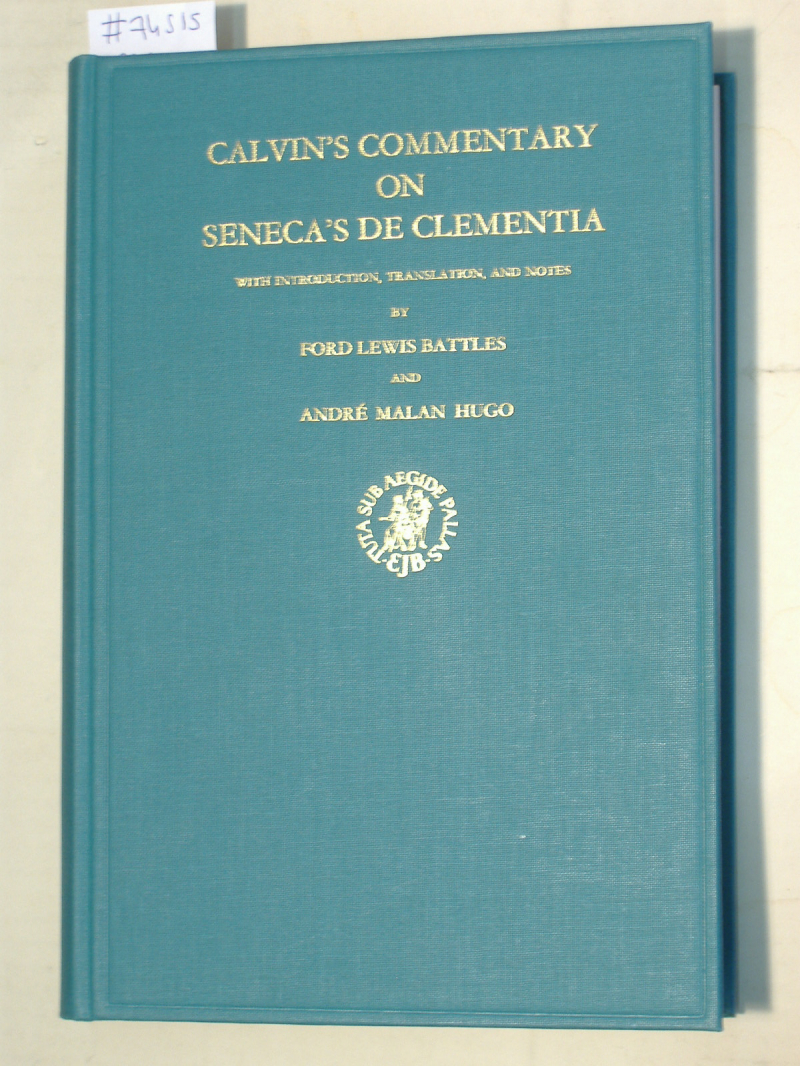 #74515
CALVIN'S COMMENTARY
ON
SENECA'S DE CLEMENTIA
WITH INTRODUCTION, TRANSLATION, AND NOTES
BY
FORD LEWIS BATTLES
AND
ANDRÉ MALAN HUGO
TUTA SUB AEGIDE PALLAS
EJB